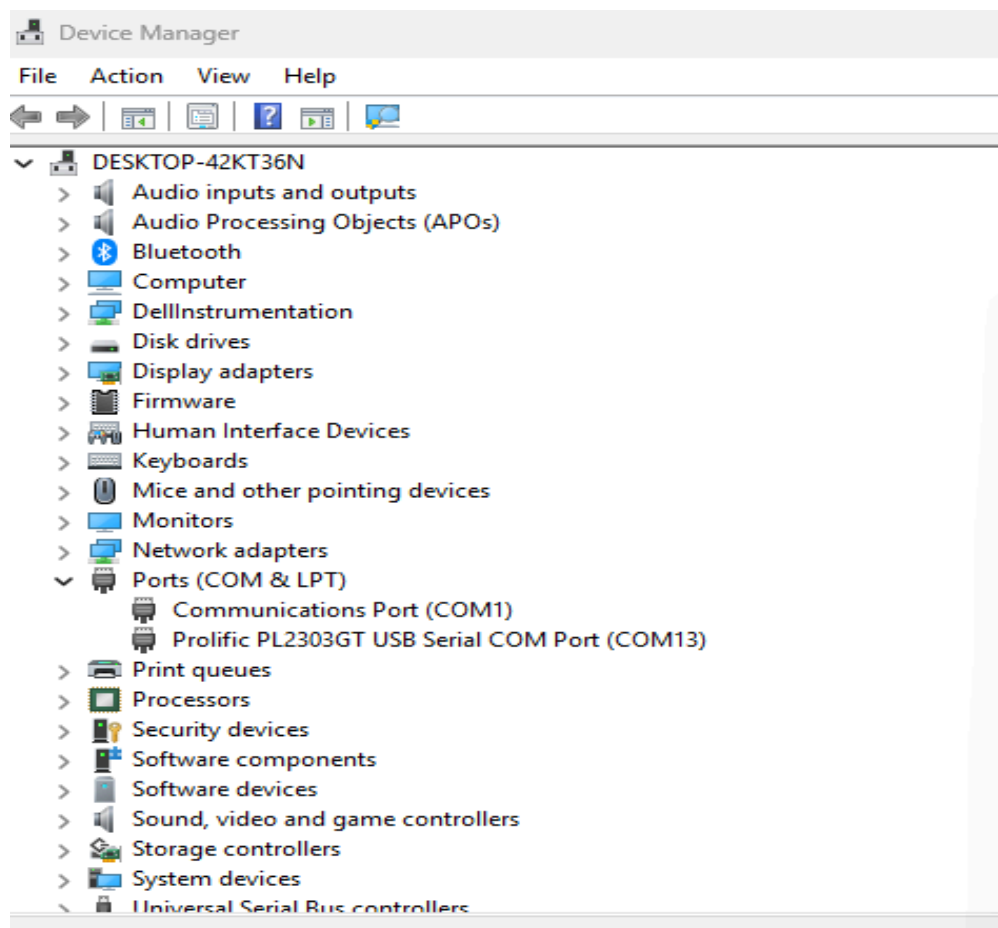 Device Manager
File Action View Help
DESKTOP-42KT36N
Audio inputs and outputs
Audio Processing Objects (APOs)
Bluetooth
Computer
DellInstrumentation
Disk drives
Display adapters
Firmware
Human Interface Devices
Keyboards
Mice and other pointing devices
Monitors
Network adapters
Ports (COM & LPT)
Communications Port (COM1)
Prolific PL2303GT USB Serial COM Port (COM13)
Print queues
Processors
Security devices
Software components
Software devices
Sound, video and game controllers
Storage controllers
System devices
Universal Serial Bus controllers